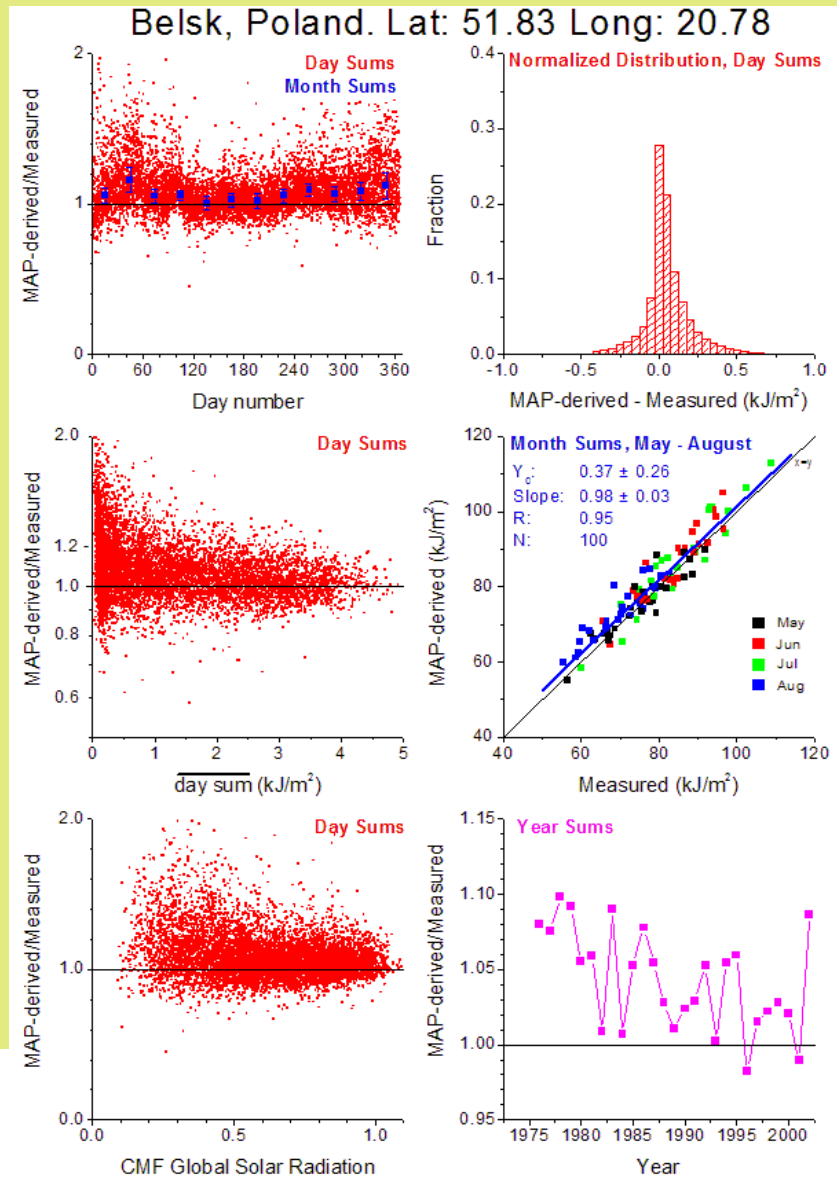 Belsk, Poland. Lat: 51.83 Long: 20.78
Day Sums
Month Sums
MAP-derived/Measured
2
1
2
0 60 120 180 240 300 360
Day number
Normalized Distribution, Day Sums
Fraction
0.4
0.3
0.2
0.1
0.0
-1.0 -0.5 0.0 0.5 1.0
MAP-derived - Measured (kJ/m²)
Day Sums
MAP-derived/Measured
2.0
1.2
1.0
0.8
0.6
0 1 2 3 4 5
day sum (kJ/m²)
Month Sums, May - August
Yc: 0.37 ± 0.26
Slope: 0.98 ± 0.03
R: 0.95
N: 100
x=y
MAP-derived (kJ/m²)
120
100
80
60
40
May
Jun
Jul
Aug
40 60 80 100 120
Measured (kJ/m²)
Day Sums
MAP-derived/Measured
2.0
1.0
0.0
0.0 0.5 1.0
CMF Global Solar Radiation
Year Sums
MAP-derived/Measured
1.15
1.10
1.05
1.00
0.95
1975 1980 1985 1990 1995 2000
Year